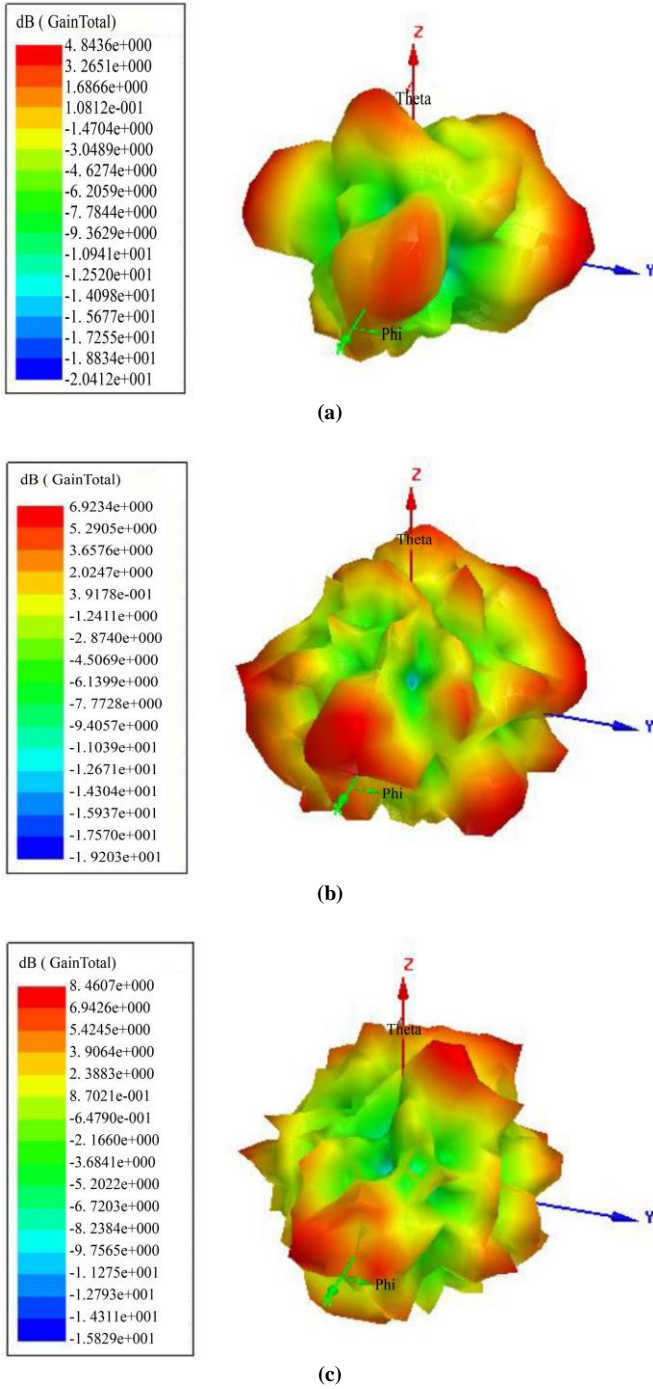 dB ( GainTotal)
4. 8436e+000
3.2651e+000
1.6866e+000
1.0812e-001
-1.4704e+000
-3.0489e+000
-4.6274e+000
-6.2059e+000
-7.7844e+000
-9.3629e+000
-1.0941e+001
-1.2520e+001
-1.4098e+001
-1.5677e+001
-1.7255e+001
-1. 8834e+001
-2.0412e+001
Z
Theta
Y
Phi
(a)
dB ( GainTotal)
6.9234e+000
5.2905e+000
3.6576e+000
2.0247e+000
3.9178e-001
-1.2411e+000
-2.8740e+000
-4.5069e+000
-6.1399e+000
-7.7728e+000
-9.4057e+000
-1.1039e+001
-1.2671e+001
-1.4304e+001
-1.5937e+001
-1.7570e+001
-1. 9203e+001
Z
Theta
Y
Phi
(b)
dB ( GainTotal)
8.4607e+000
6.9426e+000
5.4245e+000
3.9064e+000
2.3883e+000
8.7021e-001
-6.4790e-001
-2. 1660e+000
-3.6841e+000
-5. 2022e+000
-6.7203e+000
-8. 2384e+000
-9.7565e+000
-1. 1275e+001
-1.2793e+001
-1.4311e+001
-1.5829e+001
Z
Theta
Y
Phi
(c)